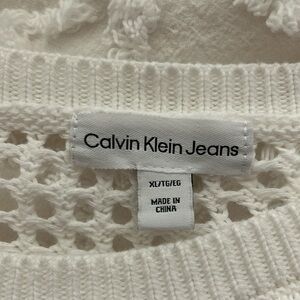 Calvin Klein Jeans
XL/TG/EG
MADE IN
CHINA